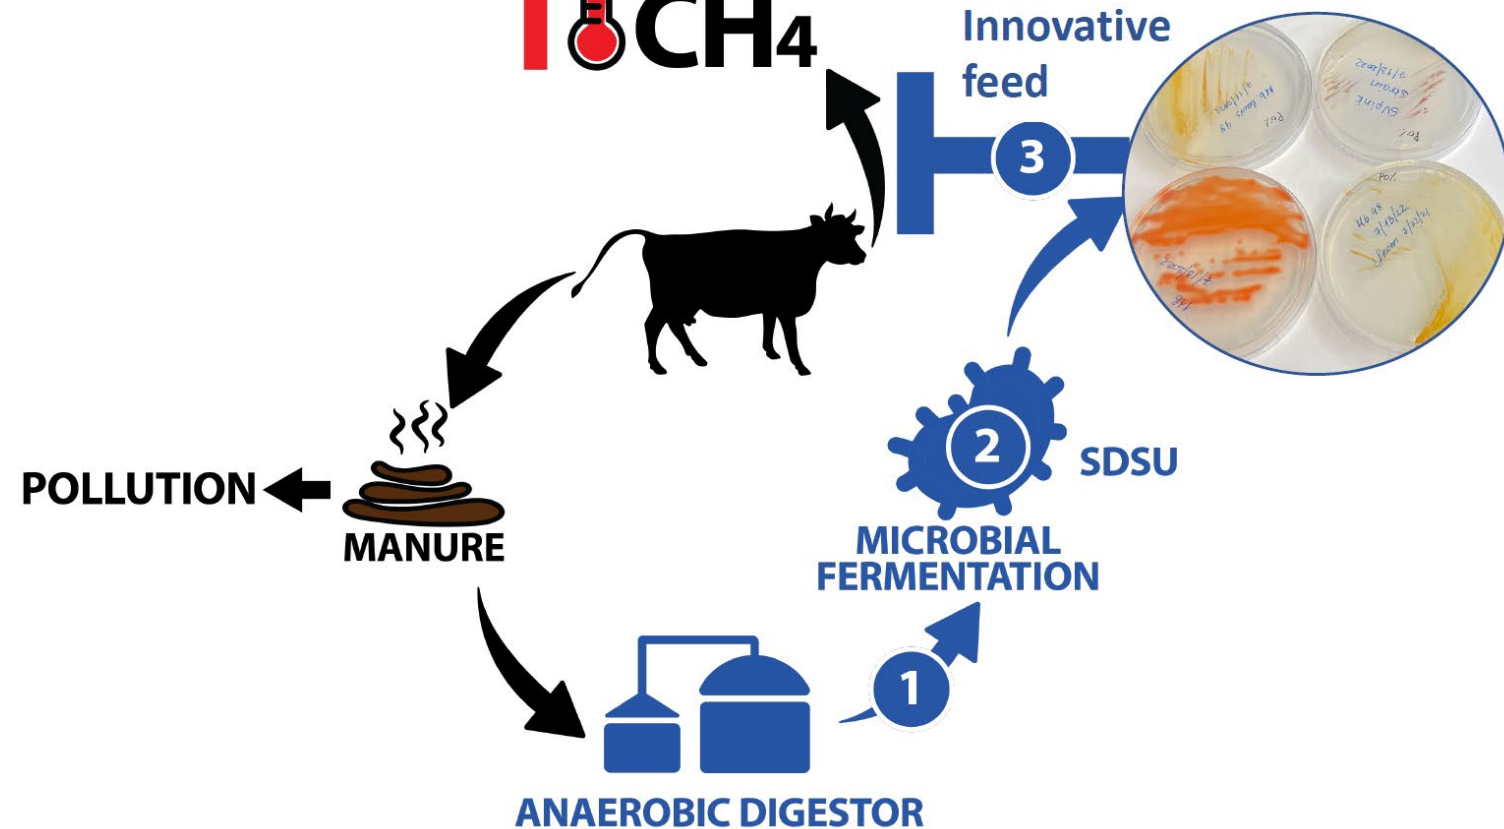 CH4
Innovative
feed
3
2
SDSU
MICROBIAL
FERMENTATION
POLLUTION
MANURE
1
ANAEROBIC DIGESTOR